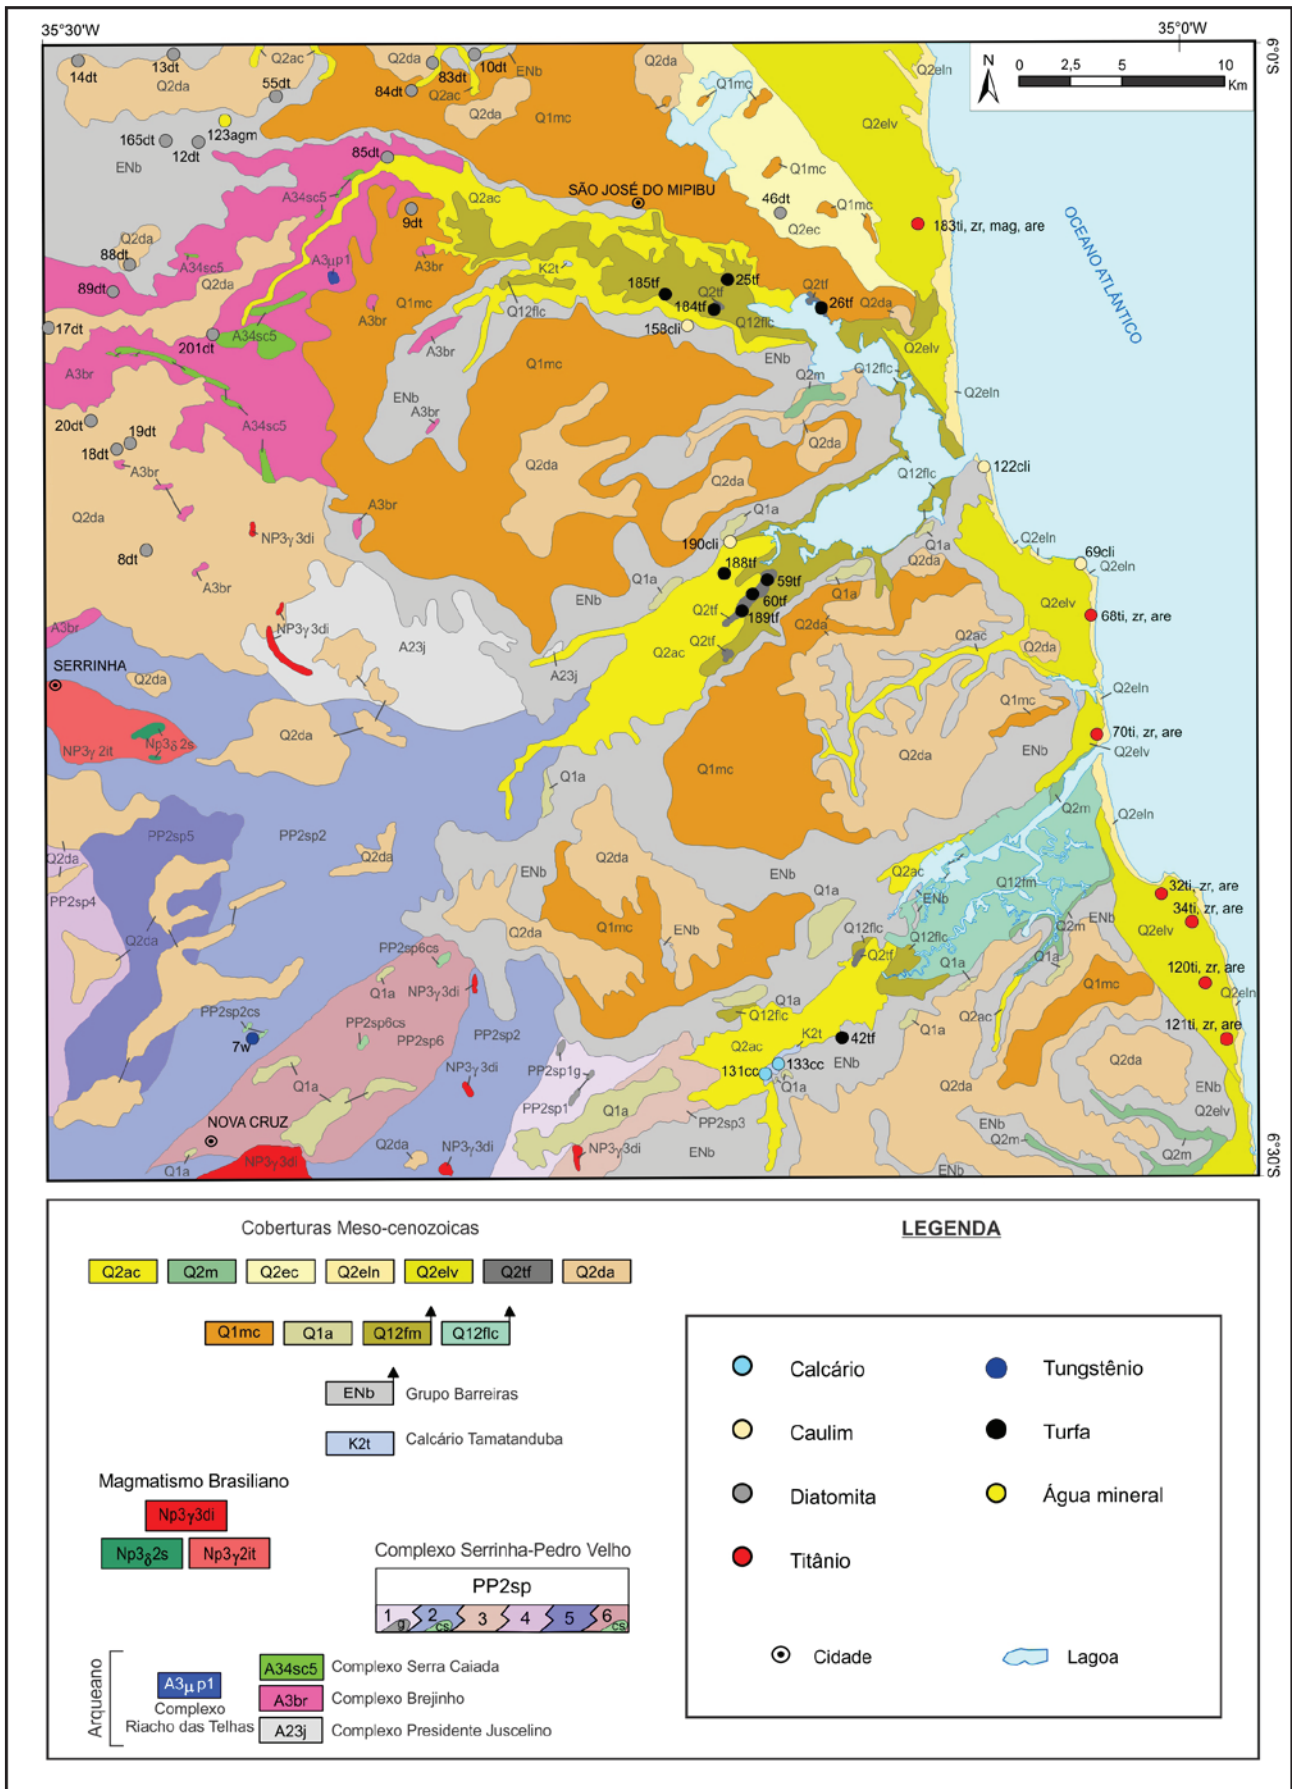 35°30'W
35°0'W
6°0'S
N
0 2,5 5 10
Km
14dt
13dt
Q2da
Q2ac
55dt
Q2da
83dt
10dt
ENb
84dt
Q2ac
Q2da
Q1mc
Q2da
Q1mc
Q2eln
Q2elv
123agm
165dt
12dt
ENb
85dt
A34sc5
Q2ac
SÃO JOSÉ DO MIPIBU
Q1mc
46dt
Q1mc
Q2ec
183ti, zr, mag, are
OCEANO ATLÂNTICO
9dt
Q2da
88dt
A34sc5
Q2da
A3µp1
A3br
K2t
89dt
Q1mc
A3br
Q12flc
185tf
25tf
Q2tf
184tf
Q2tf
26tf
Q2da
17dt
201dt
A34sc5
158cli
Q12flc
Q2elv
A3br
A3br
Q1mc
ENb
Q2m
Q12flc
Q2eln
ENb
A3br
20dt
19dt
18dt
A34sc5
A3br
Q2da
Q2da
Q2da
Q12flc
122cli
Q2da
A3br
Q1a
NP3γ3di
190cli
Q1a
Q2eln
69cli
Q2eln
8dt
A3br
188tf
59tf
Q2da
Q1a
ENb
Q1a
60tf
189tf
Q2tf
Q2elv
68ti, zr, are
A3br
NP3γ3di
A23j
Q2da
Q2ac
Q2tf
Q2ac
Q2da
SERRINHA
Q2da
A23j
Q2eln
Q1mc
NP3γ2it
Np3δ2s
Q2da
ENb
70ti, zr, are
Q2elv
Q1mc
Q2da
Q1a
Q2m
Q2eln
PP2sp5
PP2sp2
Q2da
Q2da
Q2da
PP2sp4
ENb
Q1a
Q2ac
Q12fm
ENb
32ti, zr, are
34ti, zr, are
Q2da
Q2da
Q1mc
ENb
Q12flc
Q12flc
Q2tf
Q2m
ENb
Q2elv
PP2sp6cs
Q1a
NP3γ3di
Q1a
Q1a
Q1mc
120ti, zr, are
Q2eln
PP2sp2cs
7w
PP2sp6cs
PP2sp6
PP2sp2
Q1a
Q12flc
Q2ac
K2t
42tf
Q2ac
Q1a
121ti, zr, are
131cc
133cc
Q1a
ENb
Q2da
Q2da
ENb
Q1a
NP3γ3di
PP2sp1g
PP2sp1
Q1a
PP2sp3
ENb
Q2elv
NOVA CRUZ
Q2da
NP3γ3di
NP3γ3di
ENb
Q2m
Q2m
Q1a
NP3γ3di
ENb
6°30'S
Coberturas Meso-cenozoicas
Q2ac Q2m Q2ec Q2eln Q2elv Q2tf Q2da
Q1mc Q1a Q12fm Q12flc
ENb Grupo Barreiras
K2t Calcário Tamatanduba
Magmatismo Brasiliano
Np3γ3di
Np3δ2s Np3γ2it
Complexo Serrinha-Pedro Velho
PP2sp
1 g 2 cs 3 4 5 6 cs
Arqueano
A3µp1
Complexo
Riacho das Telhas
A34sc5 Complexo Serra Caiada
A3br Complexo Brejinho
A23j Complexo Presidente Juscelino
LEGENDA
Calcário
Tungstênio
Caulim
Turfa
Diatomita
Água mineral
Titânio
Cidade
Lagoa